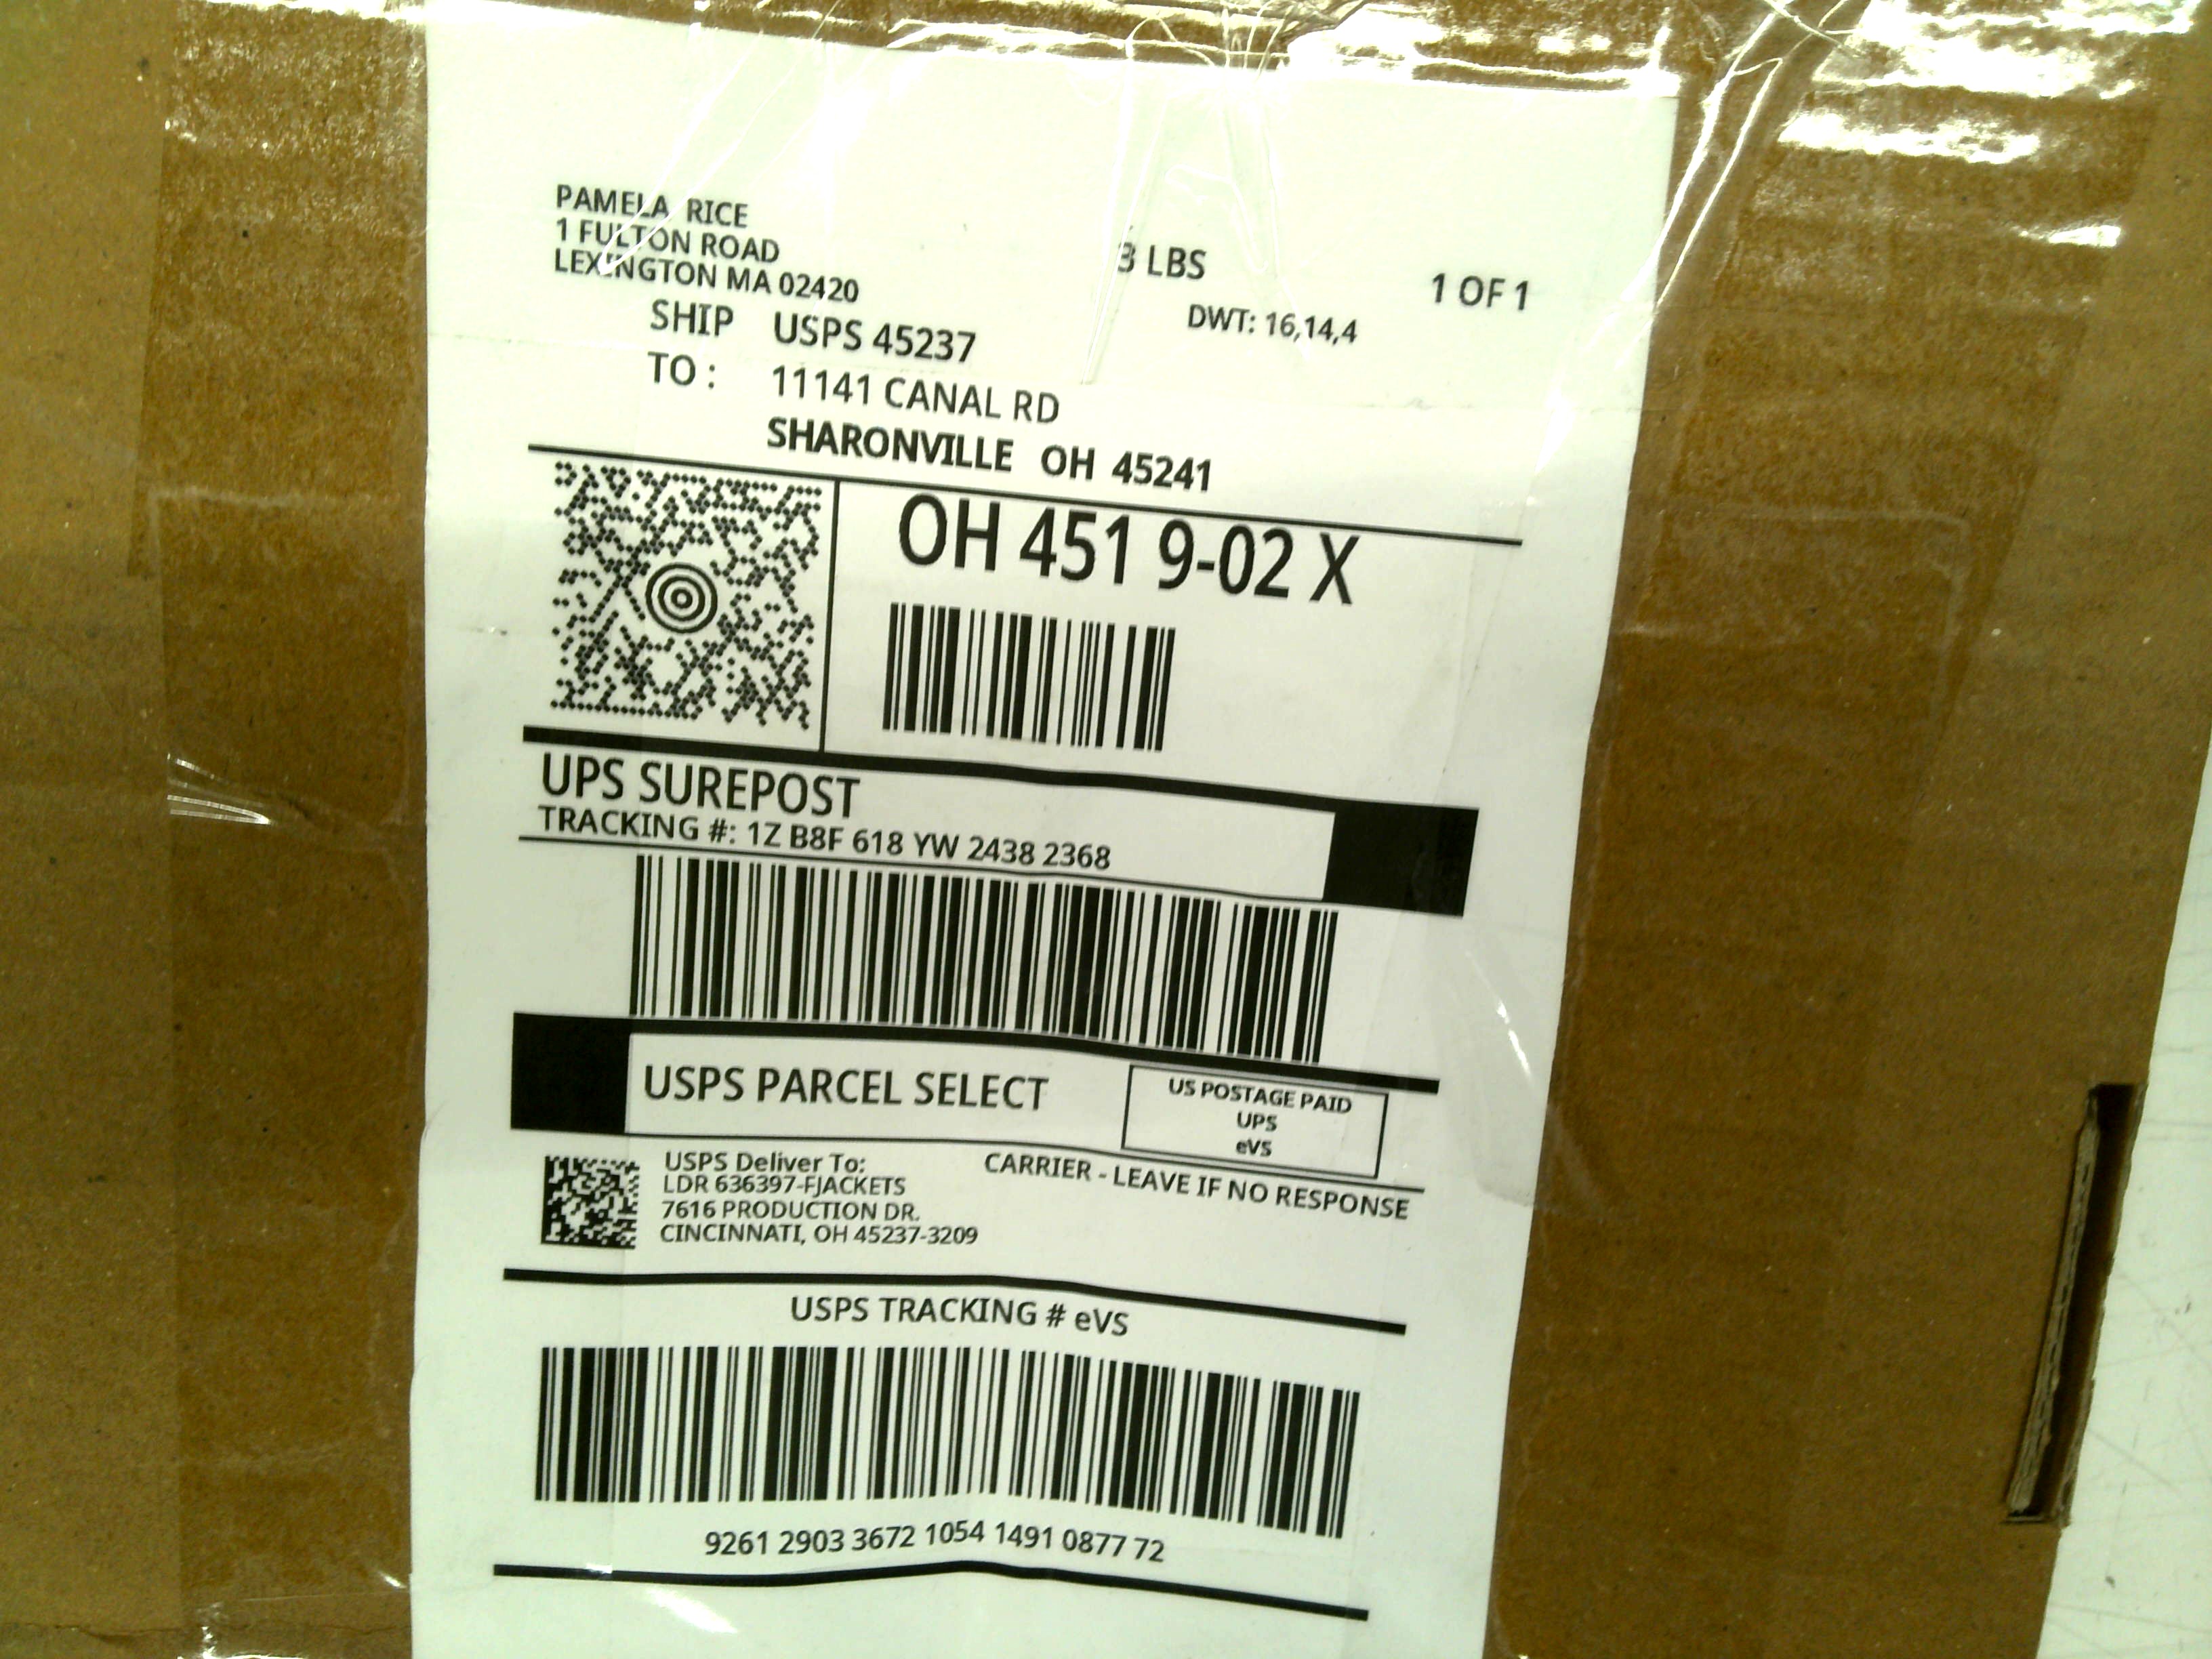 PAMELA RICE
1 FULTON ROAD
LEXINGTON MA 02420
3 LBS
1 OF 1
DWT: 16,14,4
SHIP USPS 45237
TO : 11141 CANAL RD
SHARONVILLE OH 45241
OH 451 9-02 X
UPS SUREPOST
TRACKING #: 1Z B8F 618 YW 2438 2368
USPS PARCEL SELECT
US POSTAGE PAID
UPS
eVS
USPS Deliver To:
LDR 636397-FJACKETS
7616 PRODUCTION DR.
CINCINNATI, OH 45237-3209
CARRIER - LEAVE IF NO RESPONSE
USPS TRACKING # eVS
9261 2903 3672 1054 1491 0877 72